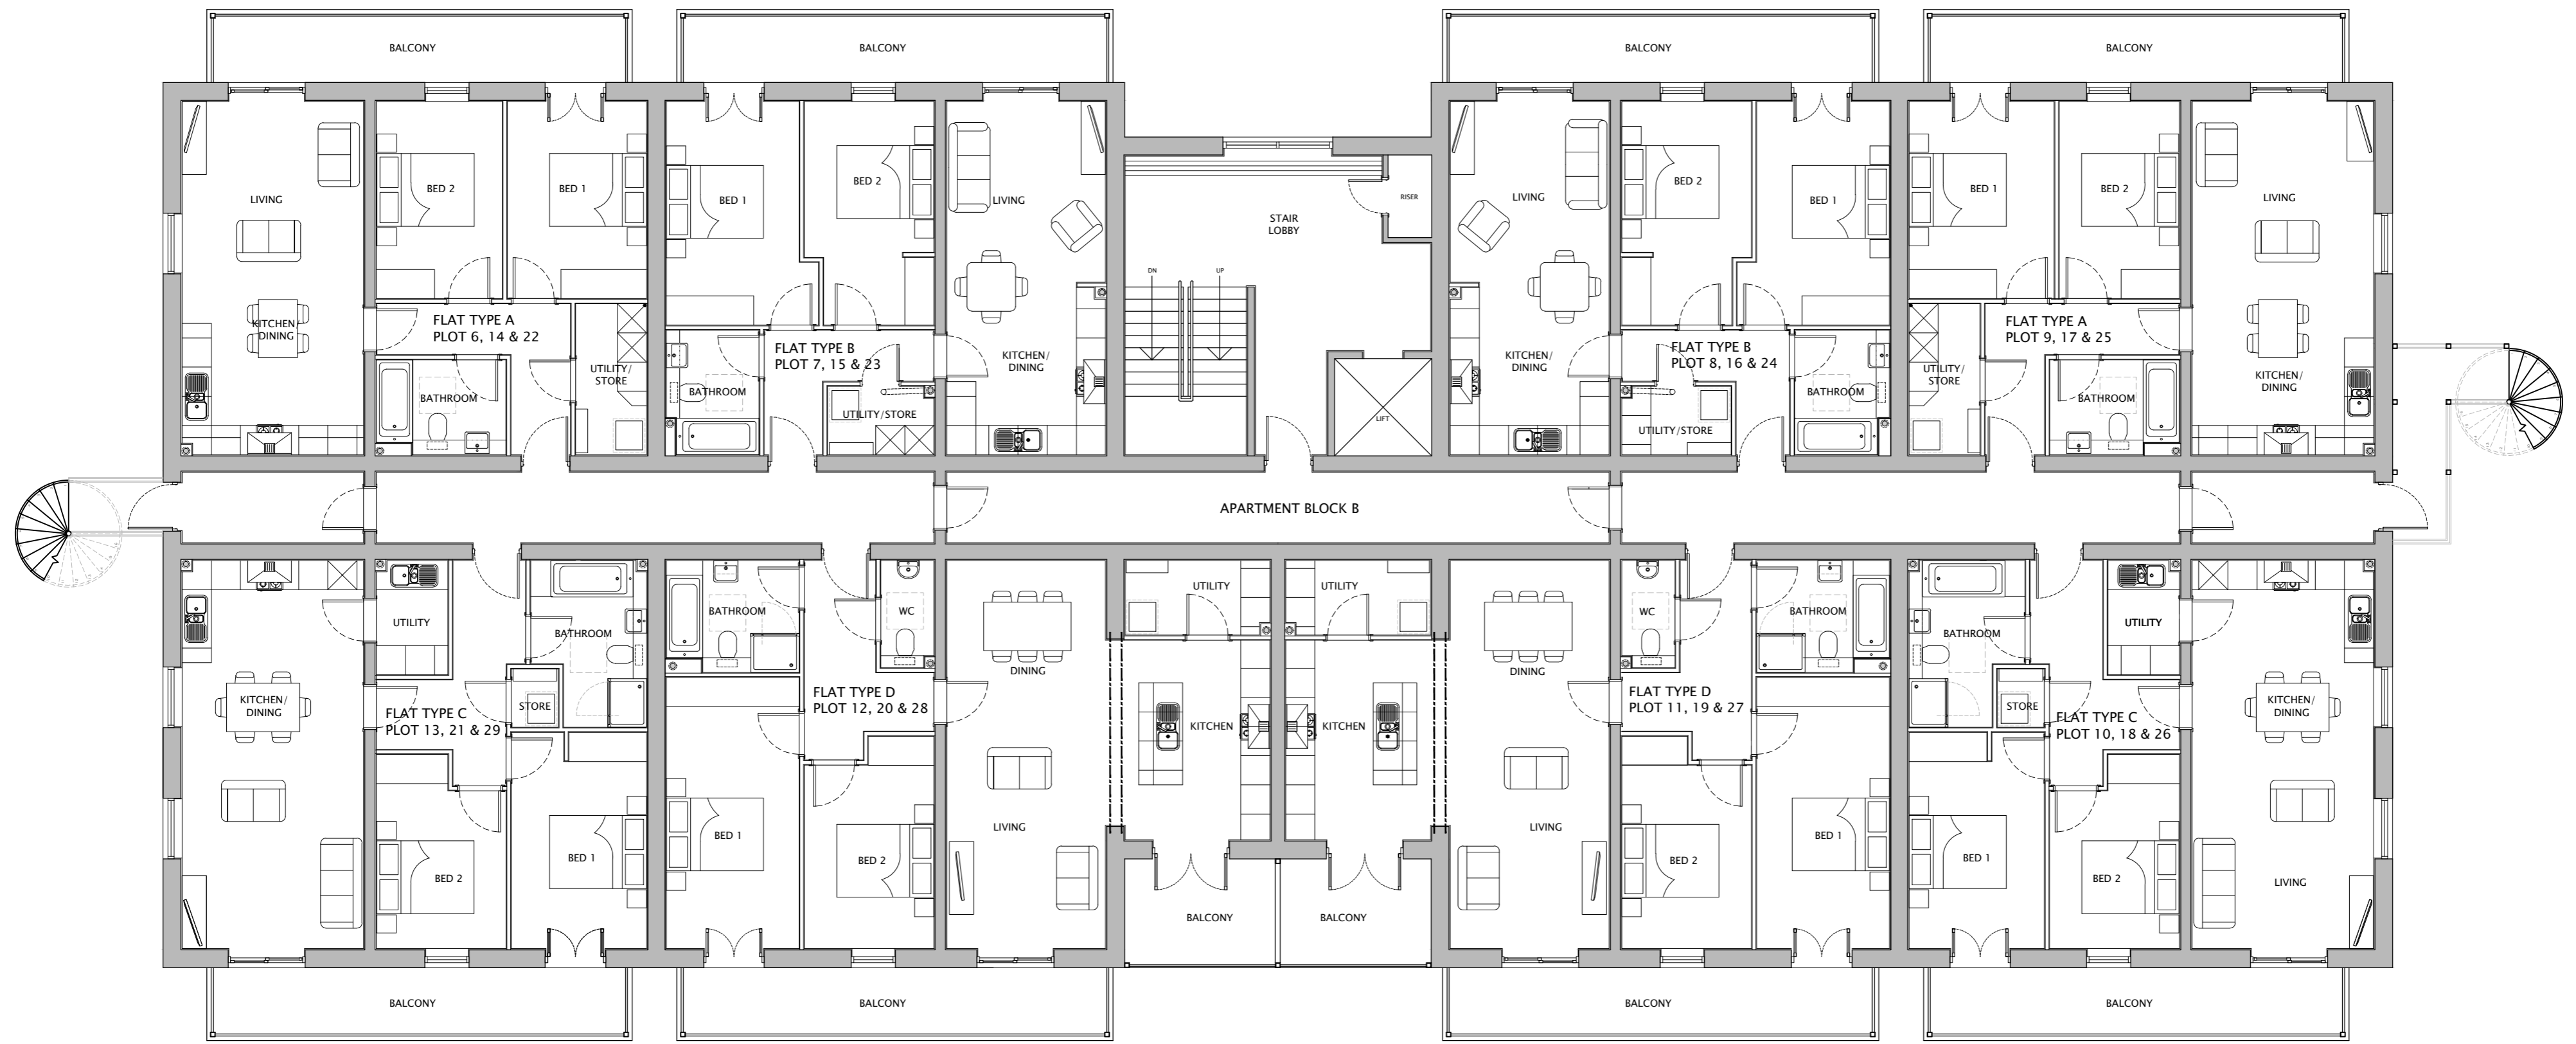 BALCONY
BALCONY
BALCONY
BALCONY
LIVING
BED 2
BED 1
BED 1
BED 2
LIVING
STAIR
LOBBY
RISER
LIVING
BED 2
BED 1
BED 1
BED 2
LIVING
DN
UP
KITCHEN/
DINING
FLAT TYPE A
PLOT 6, 14 & 22
UTILITY/
STORE
BATHROOM
FLAT TYPE B
PLOT 7, 15 & 23
BATHROOM
UTILITY/STORE
KITCHEN/
DINING
LIFT
KITCHEN/
DINING
FLAT TYPE B
PLOT 8, 16 & 24
UTILITY/STORE
BATHROOM
FLAT TYPE A
PLOT 9, 17 & 25
UTILITY/
STORE
BATHROOM
KITCHEN/
DINING
APARTMENT BLOCK B
UTILITY
BATHROOM
KITCHEN/
DINING
STORE
FLAT TYPE C
PLOT 13, 21 & 29
BED 2
BED 1
BATHROOM
WC
FLAT TYPE D
PLOT 12, 20 & 28
BED 1
BED 2
DINING
LIVING
UTILITY
KITCHEN
BALCONY
UTILITY
KITCHEN
BALCONY
DINING
LIVING
WC
BATHROOM
FLAT TYPE D
PLOT 11, 19 & 27
BED 2
BED 1
BATHROOM
UTILITY
STORE
FLAT TYPE C
PLOT 10, 18 & 26
KITCHEN/
DINING
BED 1
BED 2
LIVING
BALCONY
BALCONY
BALCONY
BALCONY